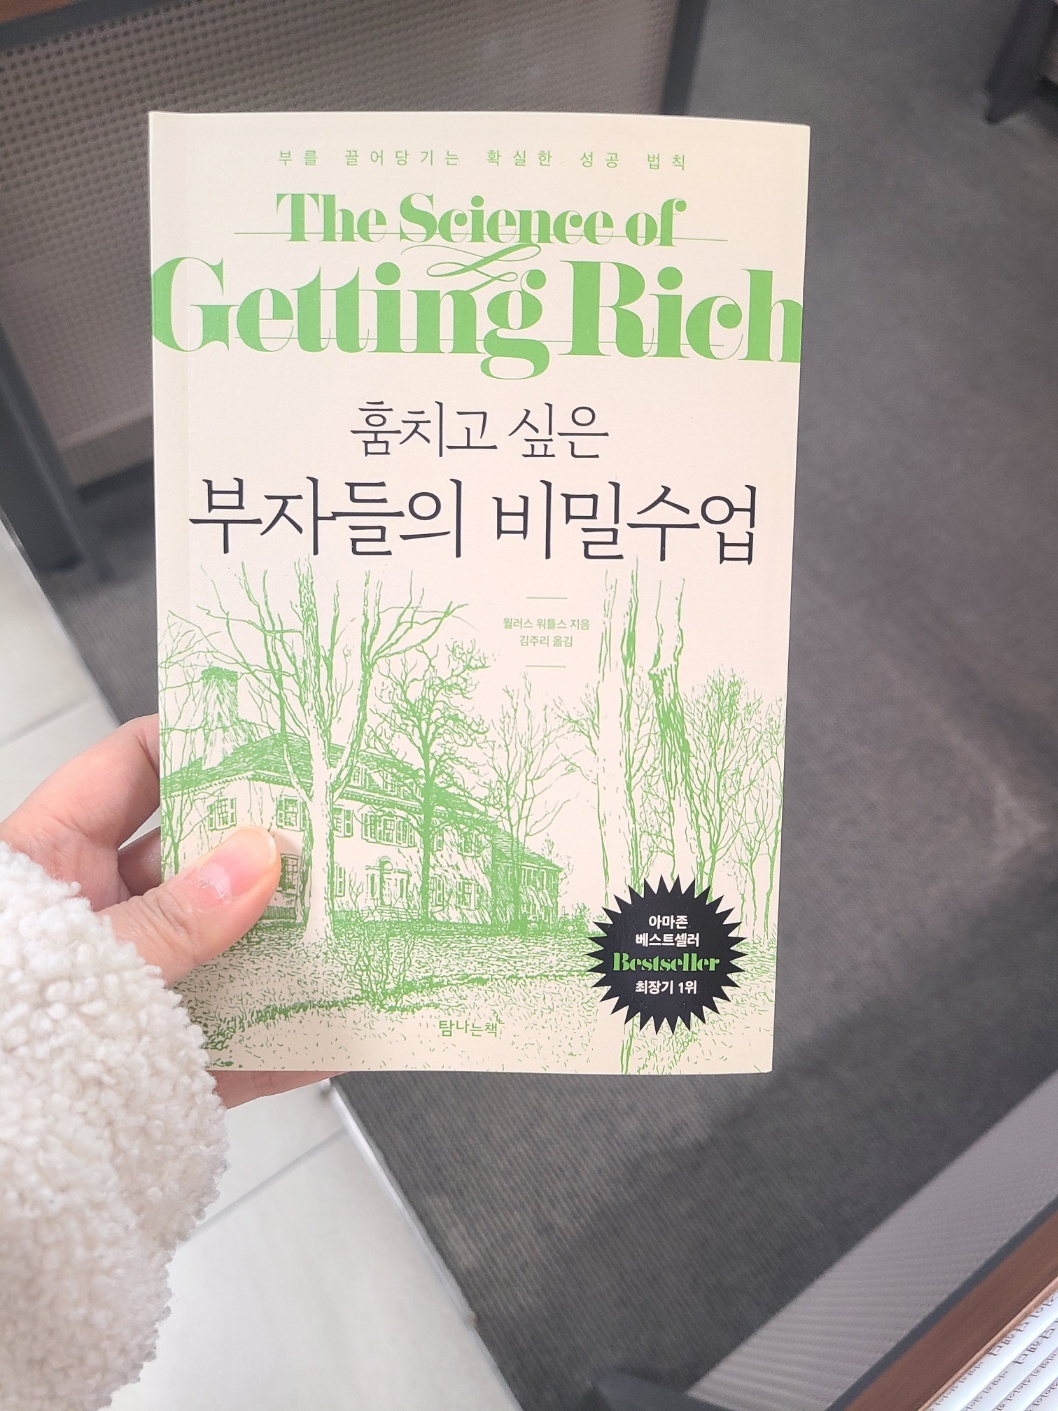 부를 끌어당기는 확실한 성공 법칙
The Science of
Getting Rich
훔치고 싶은
부자들의 비밀수업
월러스 워틀스 지음
김주리 옮김
아마존
베스트셀러
Bestseller
최장기 1위
탐나는책